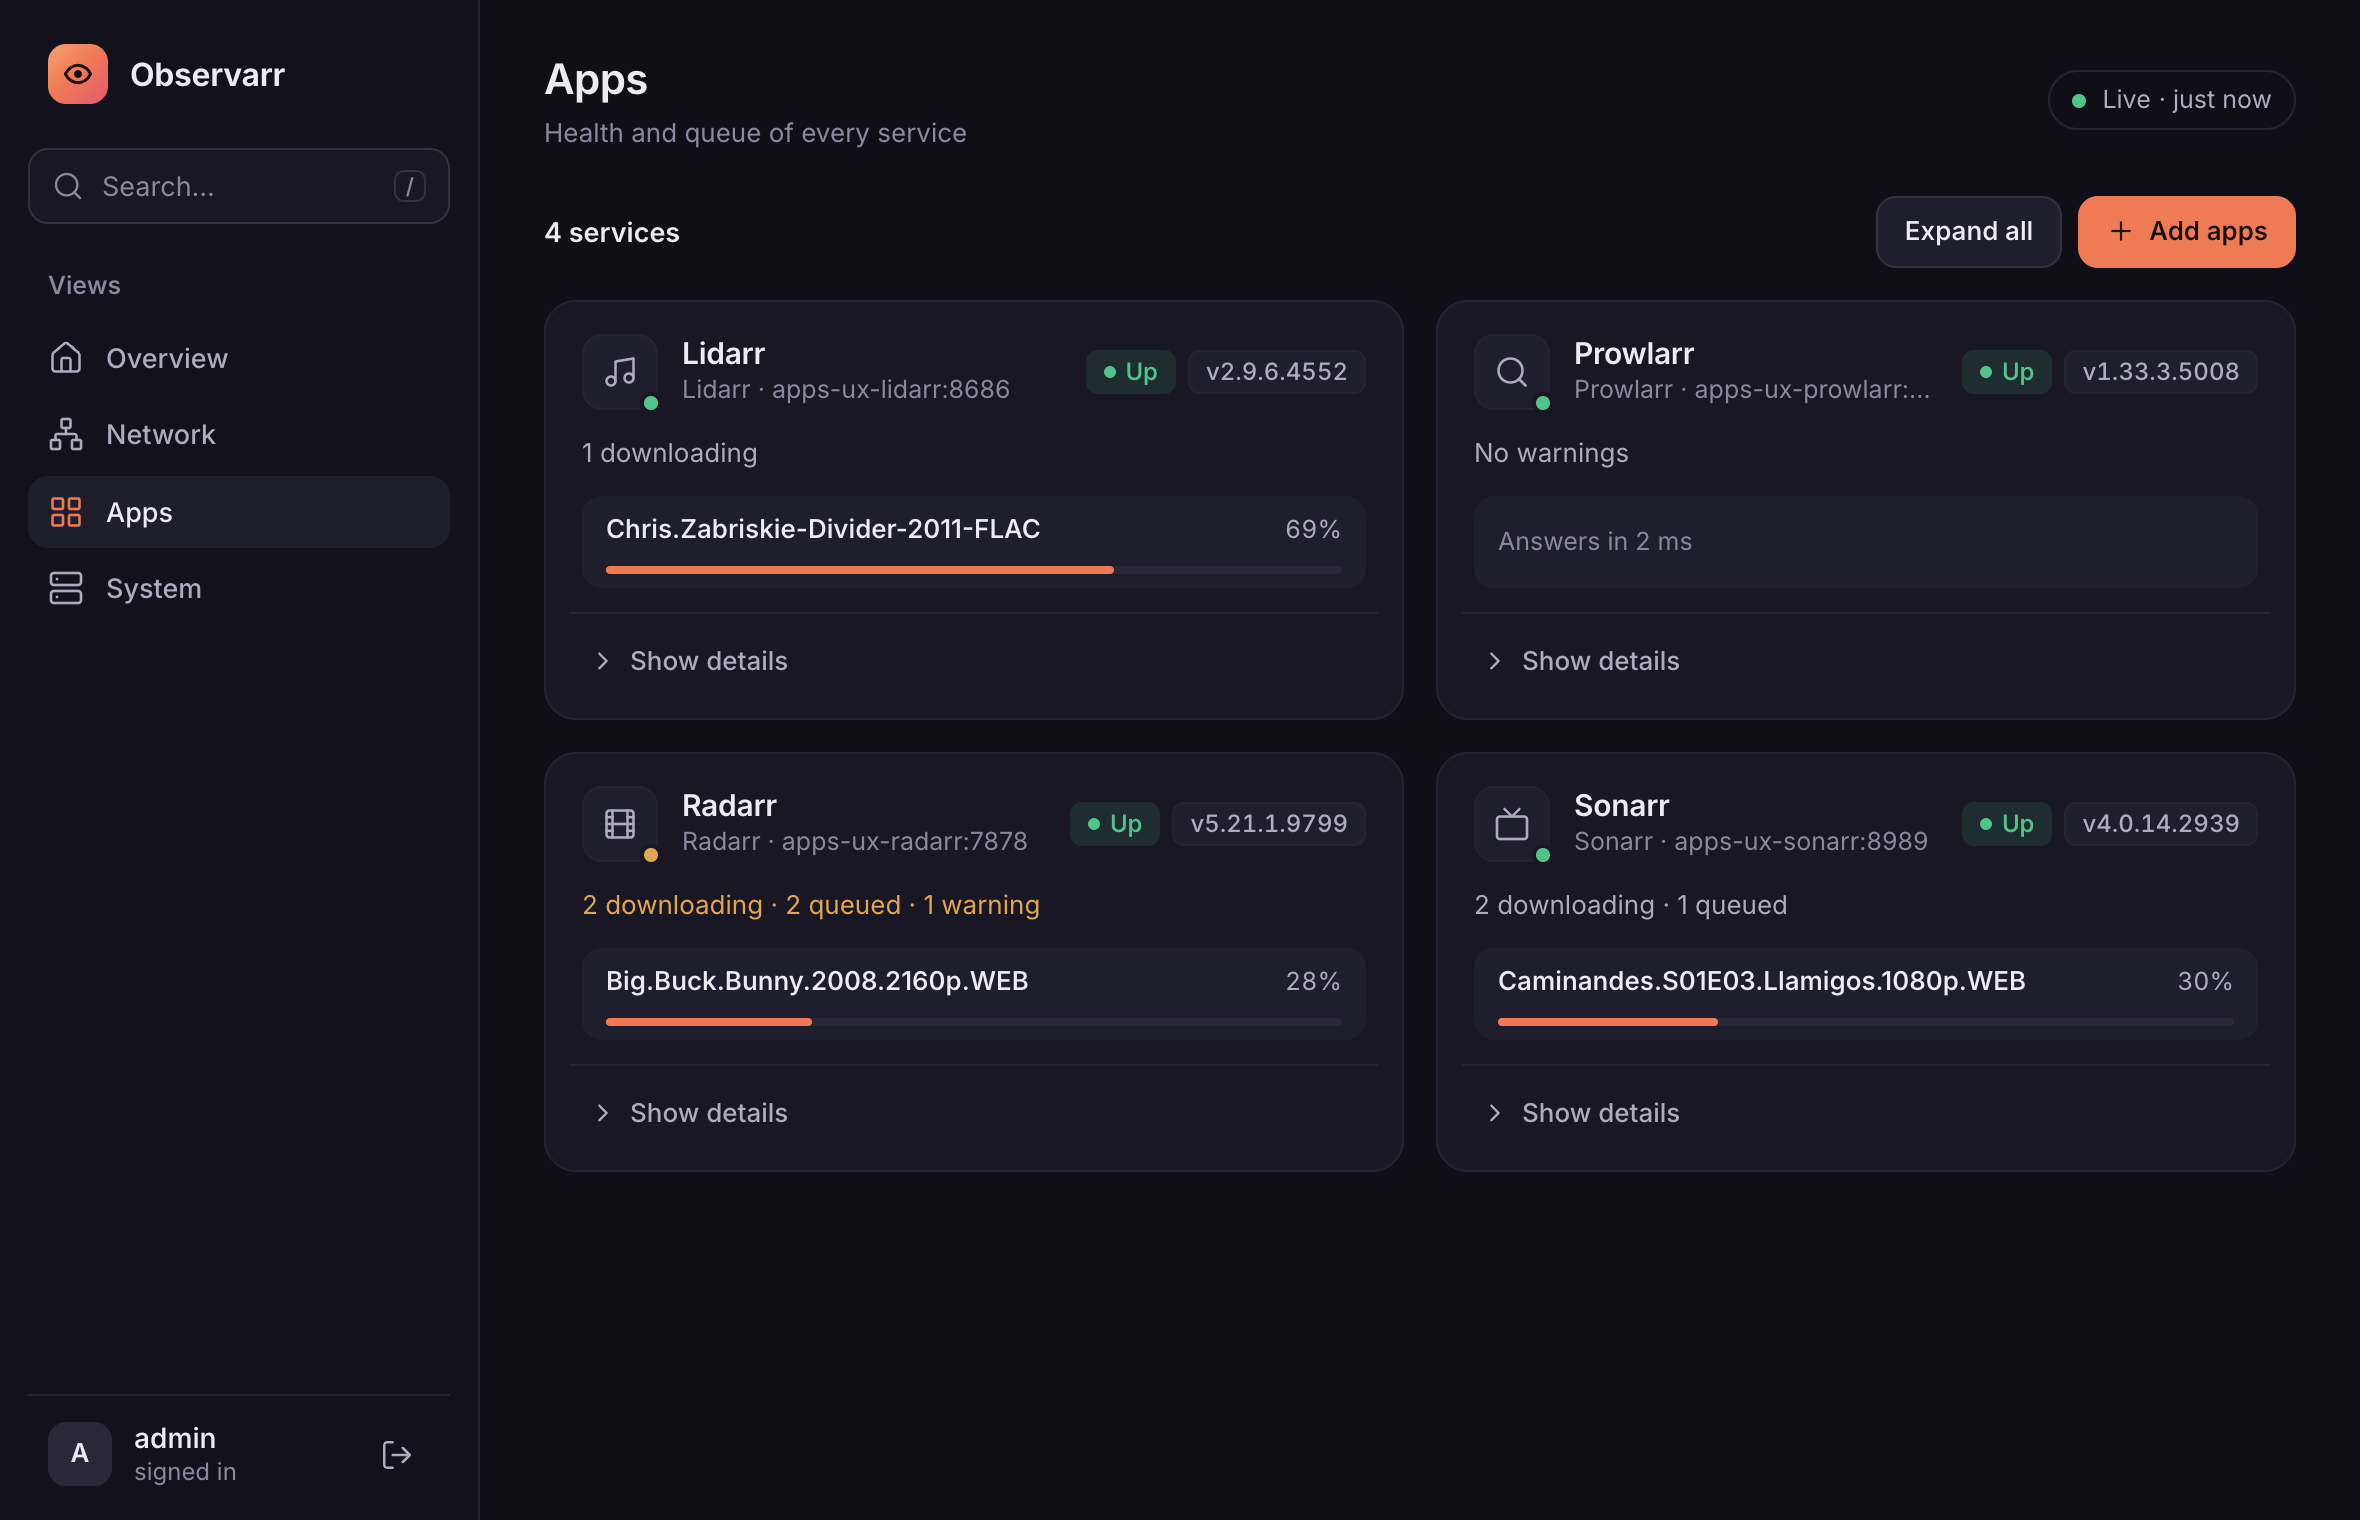 Observarr
Search...
/
Views
Overview
Network
Apps
System
A
admin
signed in
Apps
Health and queue of every service
Live · just now
4 services
Expand all
Add apps
Lidarr
Lidarr · apps-ux-lidarr:8686
Up
v2.9.6.4552
1 downloading
Chris.Zabriskie-Divider-2011-FLAC
69%
Show details
Prowlarr
Prowlarr · apps-ux-prowlarr:...
Up
v1.33.3.5008
No warnings
Answers in 2 ms
Show details
Radarr
Radarr · apps-ux-radarr:7878
Up
v5.21.1.9799
2 downloading · 2 queued · 1 warning
Big.Buck.Bunny.2008.2160p.WEB
28%
Show details
Sonarr
Sonarr · apps-ux-sonarr:8989
Up
v4.0.14.2939
2 downloading · 1 queued
Caminandes.S01E03.Llamigos.1080p.WEB
30%
Show details